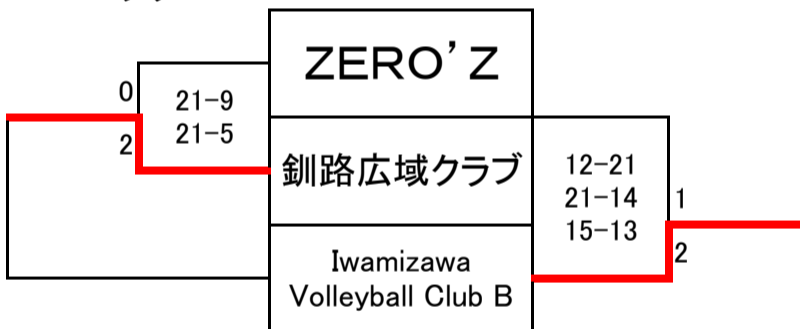 ZERO'Z
0
21-9
21-5
2
釧路広域クラブ
12-21
21-14
15-13
1
2
Iwamizawa
Volleyball Club B